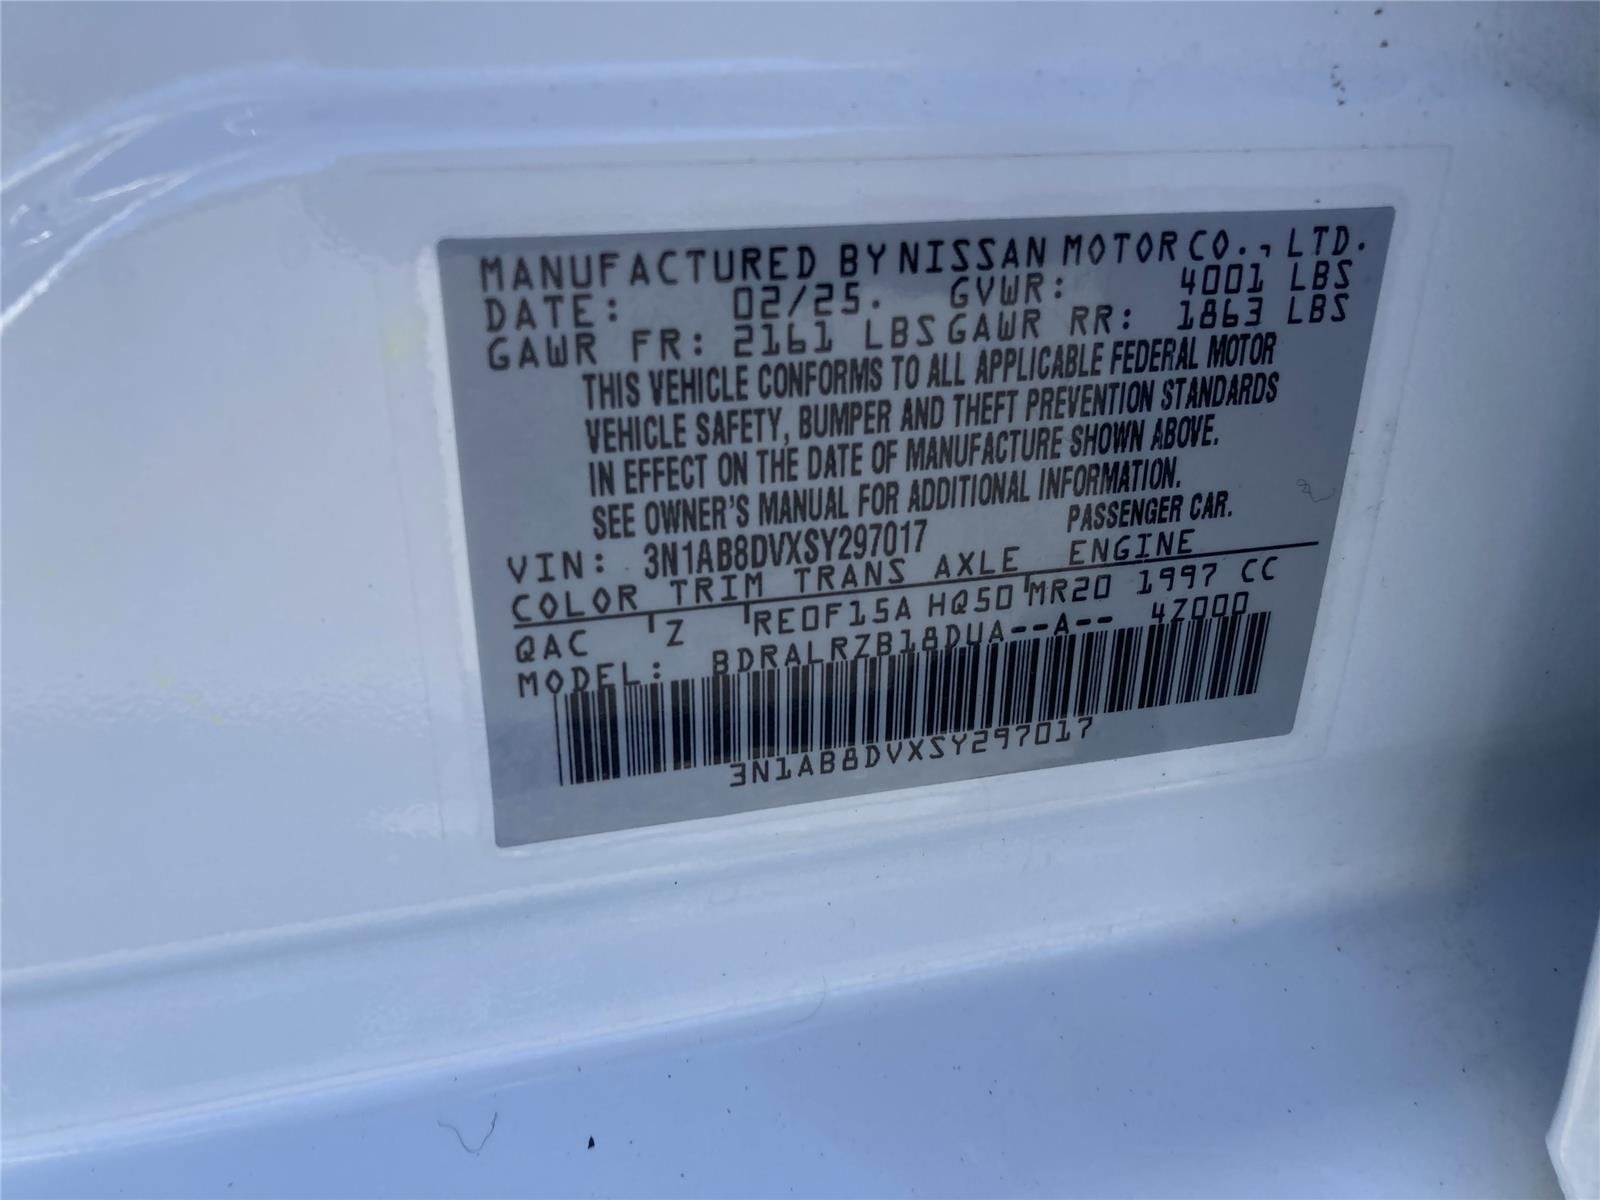 MANUFACTURED BY NISSAN MOTOR CO., LTD.
DATE: 02/25. GVWR: 4001 LBS
GAWR FR: 2161 LBS GAWR RR: 1863 LBS
THIS VEHICLE CONFORMS TO ALL APPLICABLE FEDERAL MOTOR
VEHICLE SAFETY, BUMPER AND THEFT PREVENTION STANDARDS
IN EFFECT ON THE DATE OF MANUFACTURE SHOWN ABOVE.
SEE OWNER'S MANUAL FOR ADDITIONAL INFORMATION.
VIN: 3N1AB8DVXSY297017 PASSENGER CAR.
COLOR TRIM TRANS AXLE ENGINE
QAC Z RE0F15A HQ50 MR20 1997 CC
MODEL: BDRALRZB18DUA--A-- 4Z000
3N1AB8DVXSY297017